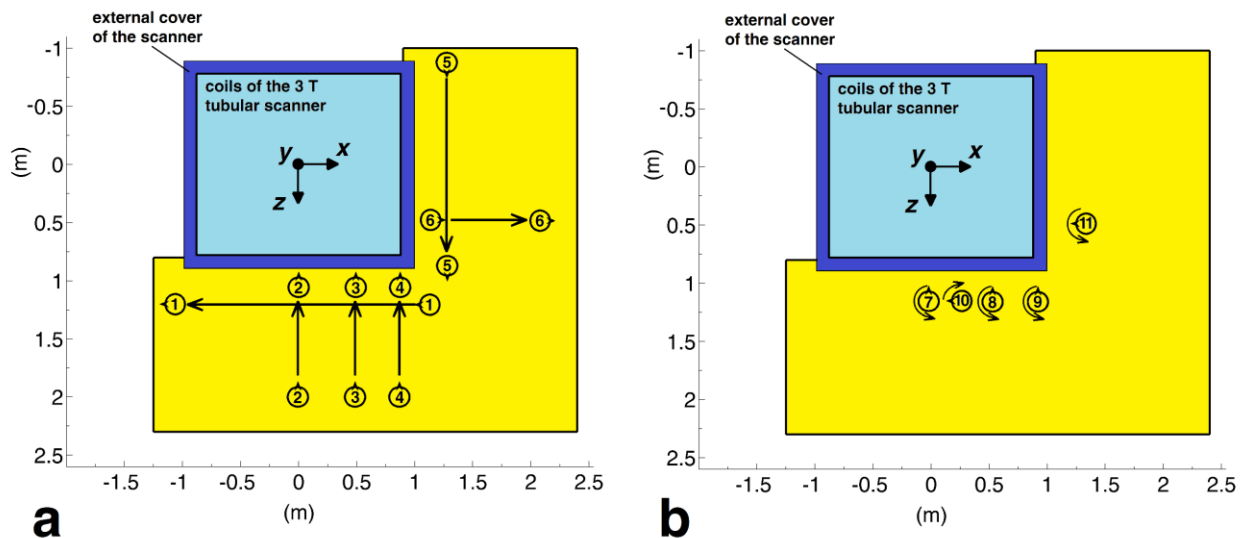 external cover
of the scanner
coils of the 3 T
tubular scanner
y
x
z
-1
-0.5
0
0.5
1
1.5
2
2.5
(m)
5
6 6
5
2 3 4
1 1
2 3 4
-1.5 -1 -0.5 0 0.5 1 1.5 2 2.5
(m)
a
external cover
of the scanner
coils of the 3 T
tubular scanner
y
x
z
-1
-0.5
0
0.5
1
1.5
2
2.5
(m)
11
7 10 8 9
-1.5 -1 -0.5 0 0.5 1 1.5 2 2.5
(m)
b